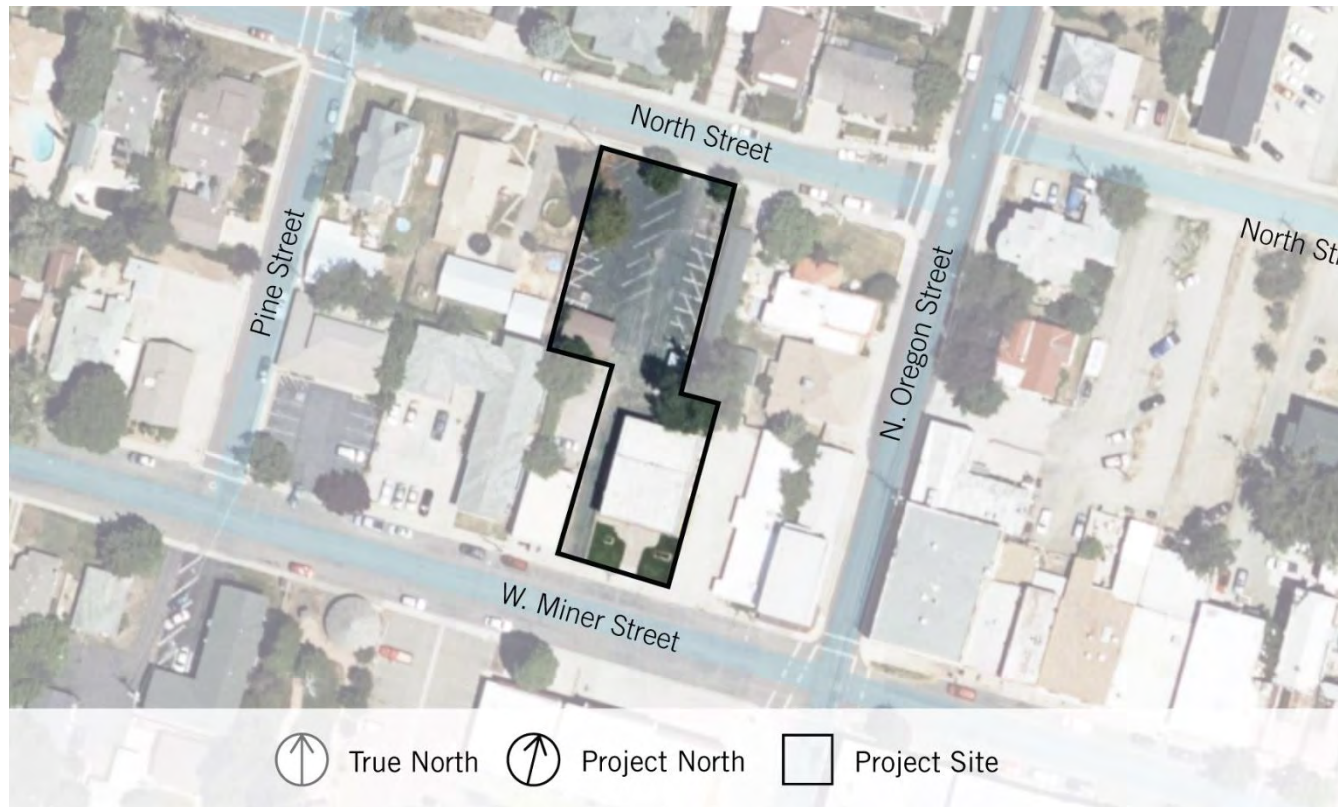 North Street
North St
Pine Street
N. Oregon Street
W. Miner Street
True North
Project North
Project Site